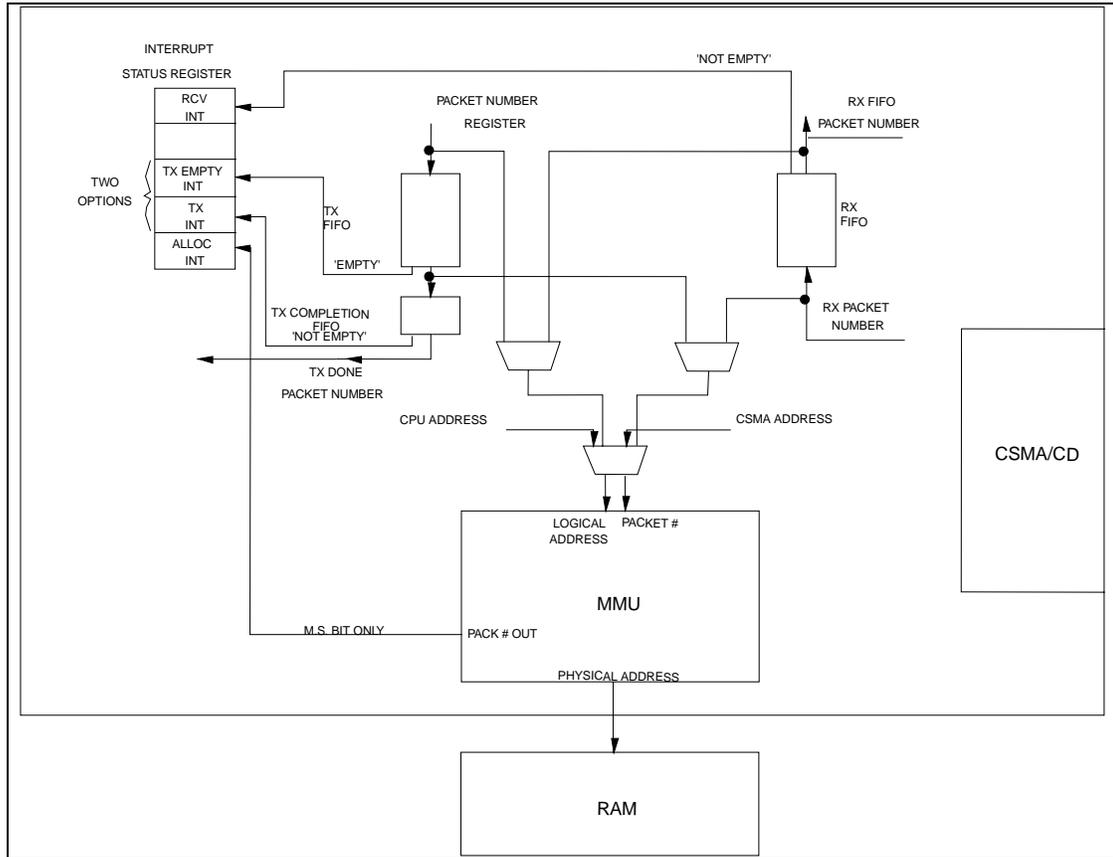 INTERRUPT
STATUS REGISTER
RCV
INT
TX EMPTY
INT
TX
INT
ALLOC
INT
TWO
OPTIONS
'NOT EMPTY'
PACKET NUMBER
REGISTER
RX FIFO
PACKET NUMBER
TX
FIFO
RX
FIFO
'EMPTY'
TX COMPLETION
FIFO
'NOT EMPTY'
TX DONE
PACKET NUMBER
RX PACKET
NUMBER
CPU ADDRESS
CSMA ADDRESS
CSMA/CD
LOGICAL
ADDRESS
PACKET #
MMU
M.S. BIT ONLY
PACK # OUT
PHYSICAL ADDRESS
RAM